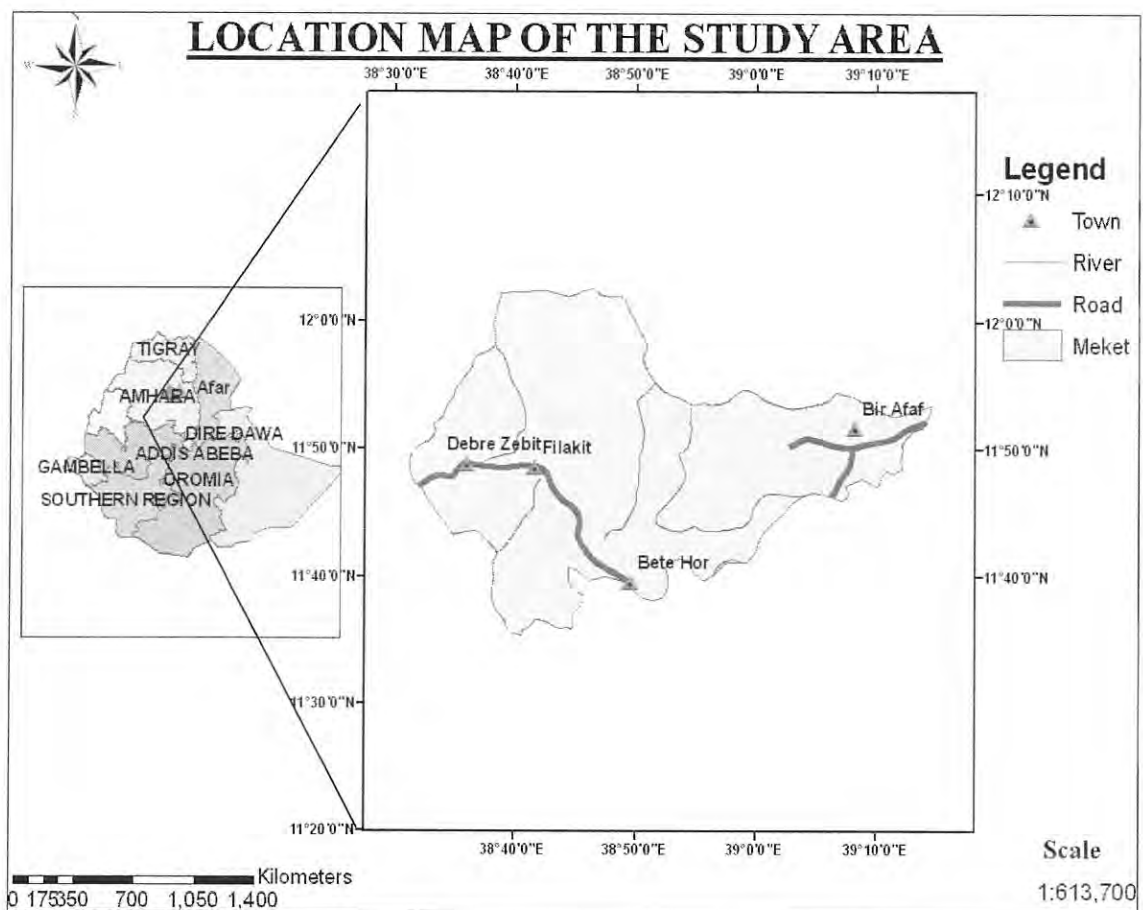 LOCATION MAP OF THE STUDY AREA
W
38°30'0"E 38°40'0"E 38°50'0"E 39°0'0"E 39°10'0"E
Legend
12°10'0"N
Town
River
Road
Meket
12°0'0"N
12°0'0"N
TIGRAY
AMHARA
Afar
DIRE DAWA
ADDIS ABEBA
GAMBELLA
OROMIA
SOUTHERN REGION
Bir Afaf
Debre Zebit
Filakit
Bete Hor
11°50'0"N
11°50'0"N
11°40'0"N
11°40'0"N
11°30'0"N
11°20'0"N
38°40'0"E 38°50'0"E 39°0'0"E 39°10'0"E
Kilometers
0 175350 700 1,050 1,400
Scale
1:613,700